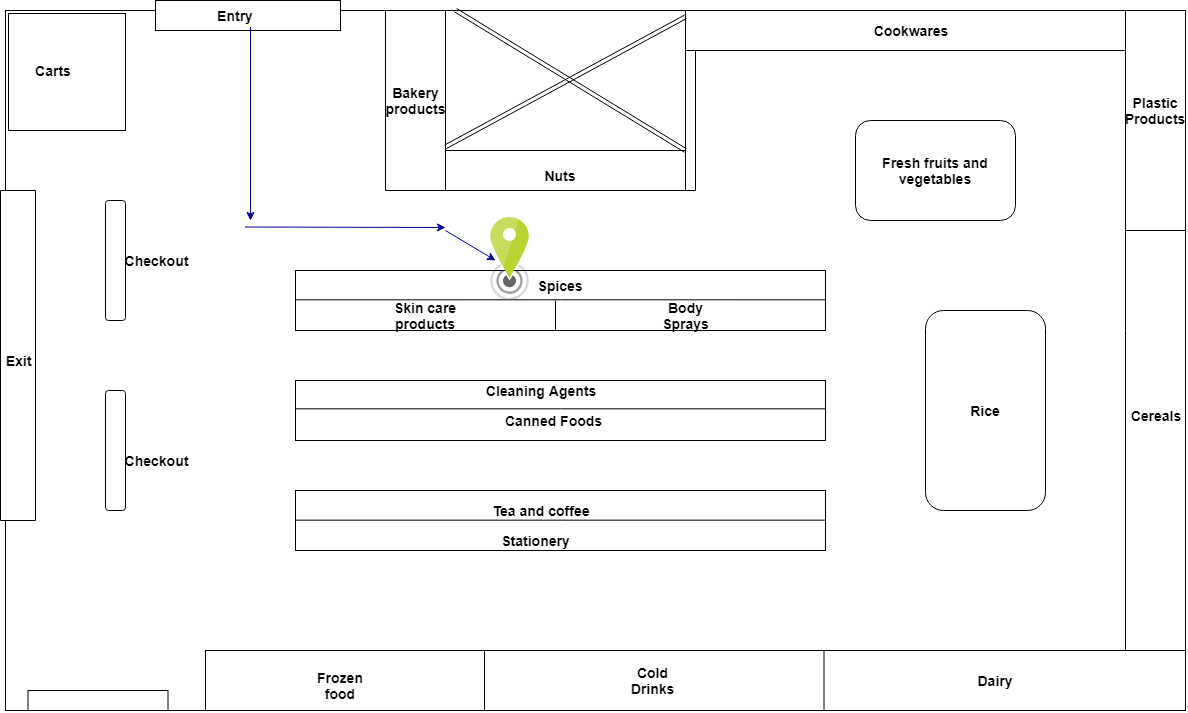 Entry
Carts
Cookwares
Bakery
products
Plastic
Products
Nuts
Fresh fruits and
vegetables
Checkout
Spices
Skin care
products
Body
Sprays
Exit
Cleaning Agents
Canned Foods
Rice
Cereals
Checkout
Tea and coffee
Stationery
Frozen
food
Cold
Drinks
Dairy